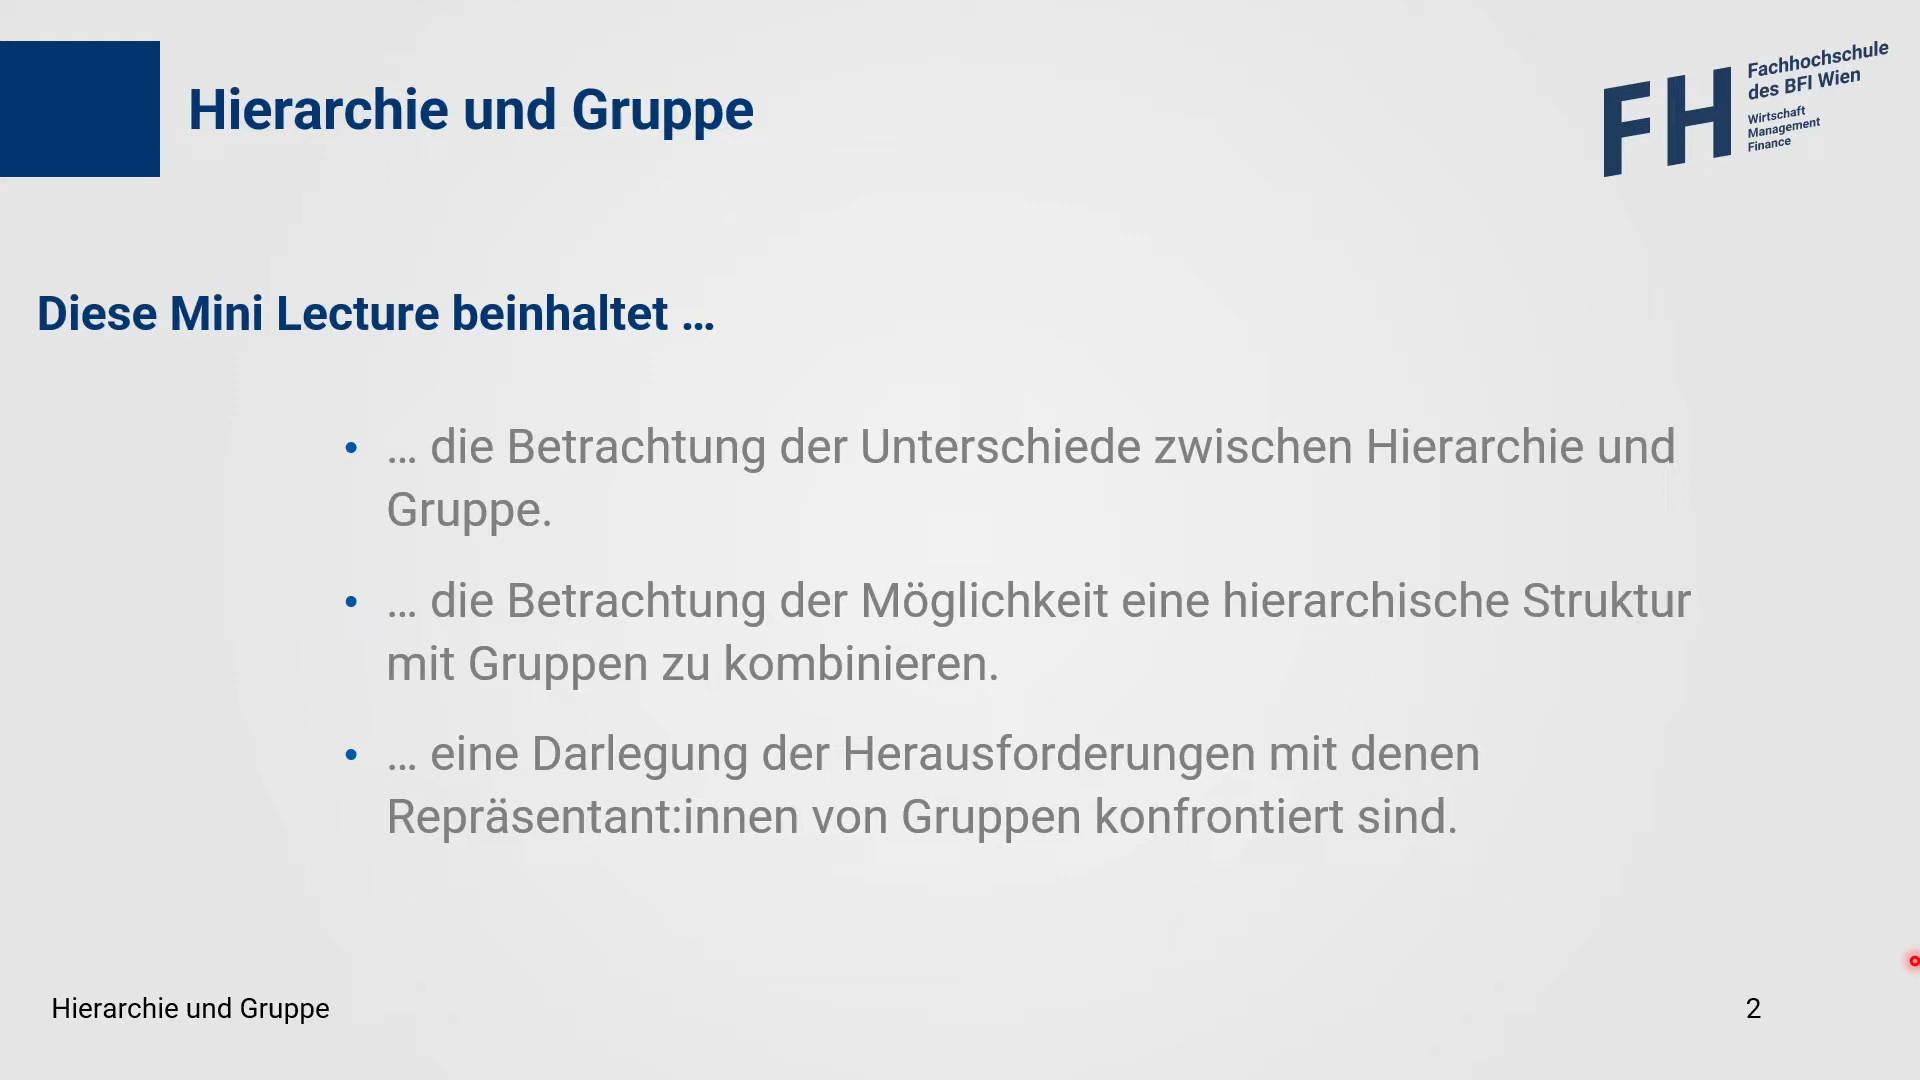 Hierarchie und Gruppe
FH
Fachhochschule
des BFI Wien
Wirtschaft
Management
Finance
Diese Mini Lecture beinhaltet …
• … die Betrachtung der Unterschiede zwischen Hierarchie und
Gruppe.
• … die Betrachtung der Möglichkeit eine hierarchische Struktur
mit Gruppen zu kombinieren.
• … eine Darlegung der Herausforderungen mit denen
Repräsentant:innen von Gruppen konfrontiert sind.
Hierarchie und Gruppe
2